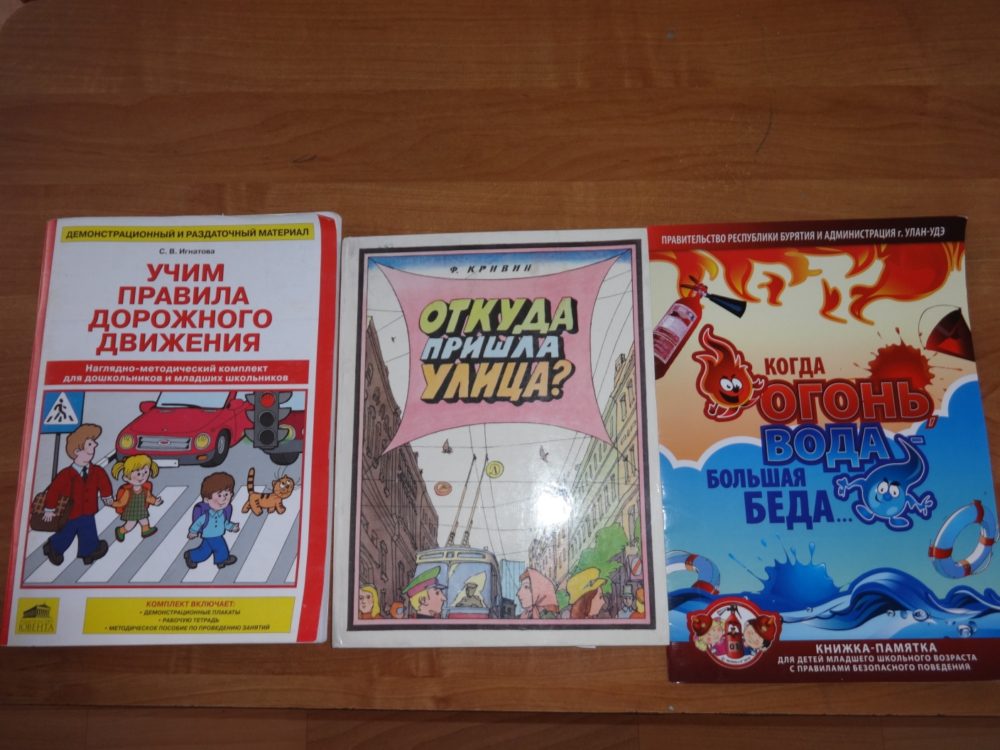 ДЕМОНСТРАЦИОННЫЙ И РАЗДАТОЧНЫЙ МАТЕРИАЛ
С. В. Игнатова
УЧИМ
ПРАВИЛА
ДОРОЖНОГО
ДВИЖЕНИЯ
Наглядно-методический комплект
для дошкольников и младших школьников
КОМПЛЕКТ ВКЛЮЧАЕТ:
• ДЕМОНСТРАЦИОННЫЕ ПЛАКАТЫ
• РАБОЧУЮ ТЕТРАДЬ
• МЕТОДИЧЕСКОЕ ПОСОБИЕ ПО ПРОВЕДЕНИЮ ЗАНЯТИЙ
ИЗДАТЕЛЬСТВО
ЮВЕНТА
Ф. КРИВИН
ОТКУДА
ПРИШЛА
УЛИЦА?
А
ПРАВИТЕЛЬСТВО РЕСПУБЛИКИ БУРЯТИЯ И АДМИНИСТРАЦИЯ г. УЛАН-УДЭ
КОГДА
ОГОНЬ,
ВОДА -
БОЛЬШАЯ
БЕДА...
01
КНИЖКА-ПАМЯТКА
ДЛЯ ДЕТЕЙ МЛАДШЕГО ШКОЛЬНОГО ВОЗРАСТА
С ПРАВИЛАМИ БЕЗОПАСНОГО ПОВЕДЕНИЯ